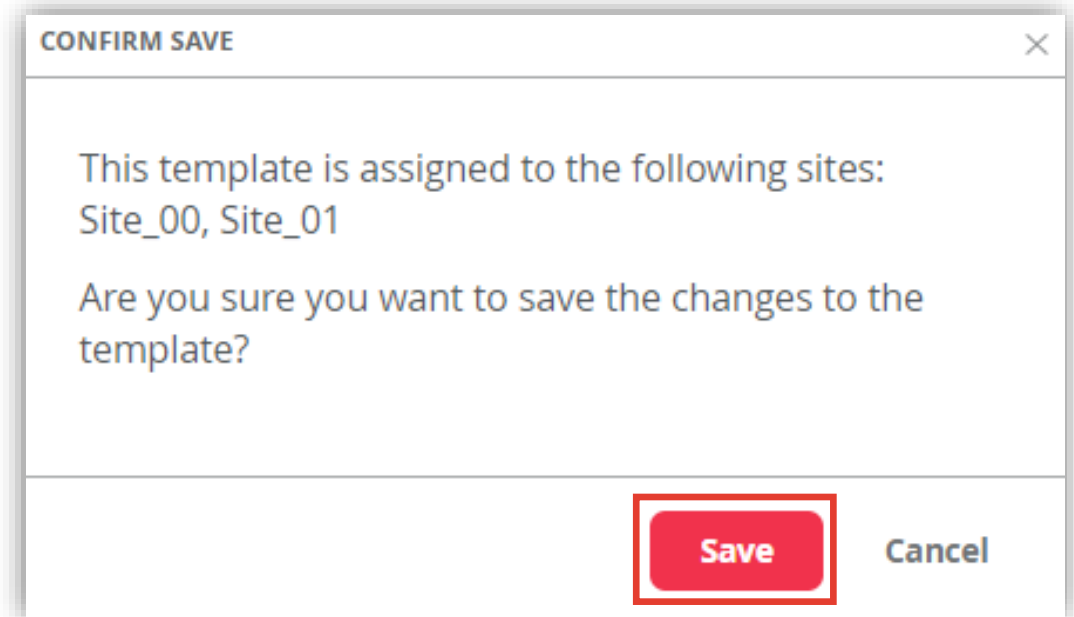 CONFIRM SAVE
This template is assigned to the following sites:
Site_00, Site_01
Are you sure you want to save the changes to the
template?
Save
Cancel